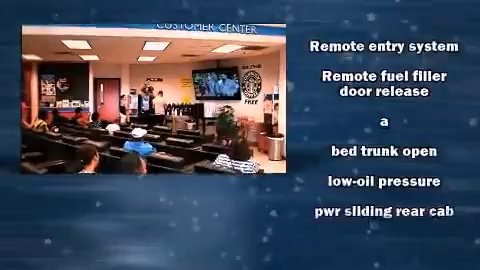 CUSTOMER CENTER
FREE
Remote entry system
Remote fuel filler
door release
a
bed trunk open
low-oil pressure
pwr sliding rear cab